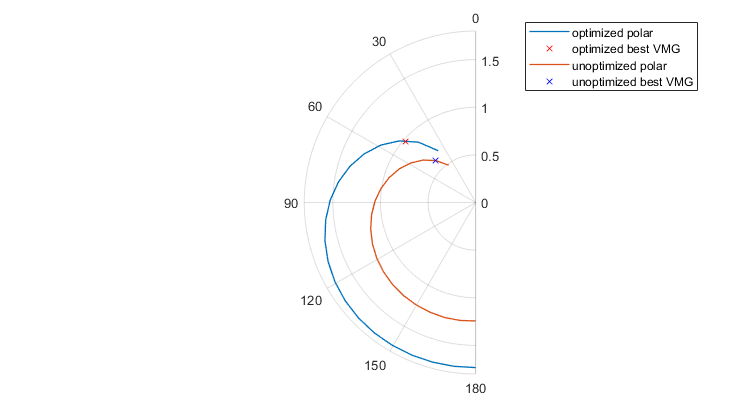 0
30
60
90
120
150
180
1.5
1
0.5
0
optimized polar
optimized best VMG
unoptimized polar
unoptimized best VMG